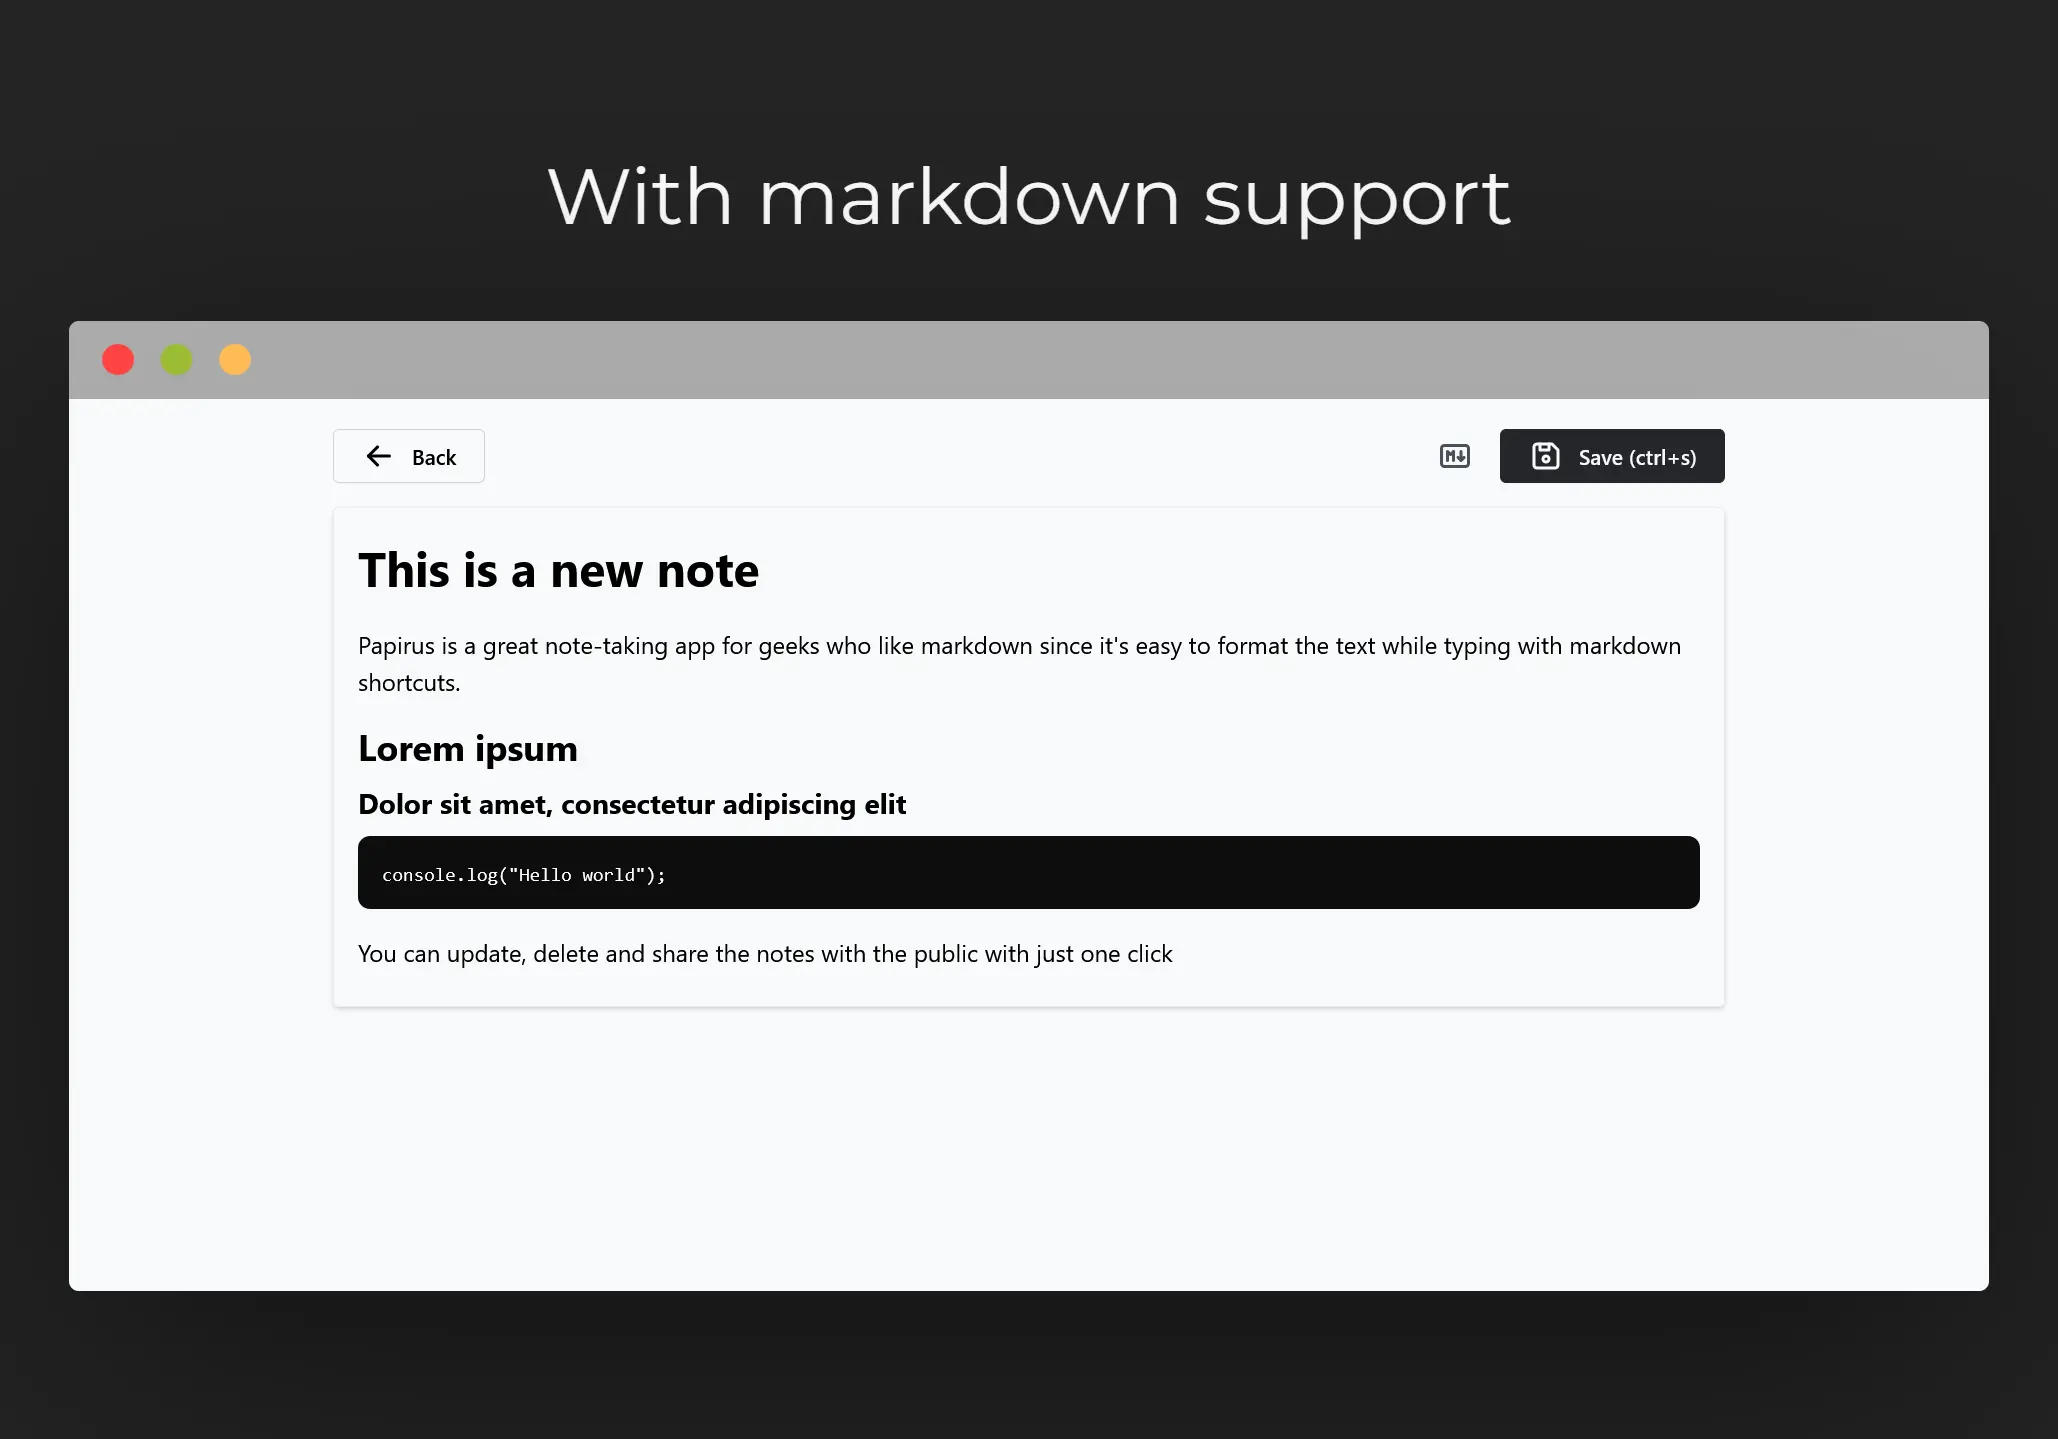 With markdown support
Back
M
Save (ctrl+s)
This is a new note
Papirus is a great note-taking app for geeks who like markdown since it's easy to format the text while typing with markdown
shortcuts.
Lorem ipsum
Dolor sit amet, consectetur adipiscing elit
console.log("Hello world");
You can update, delete and share the notes with the public with just one click